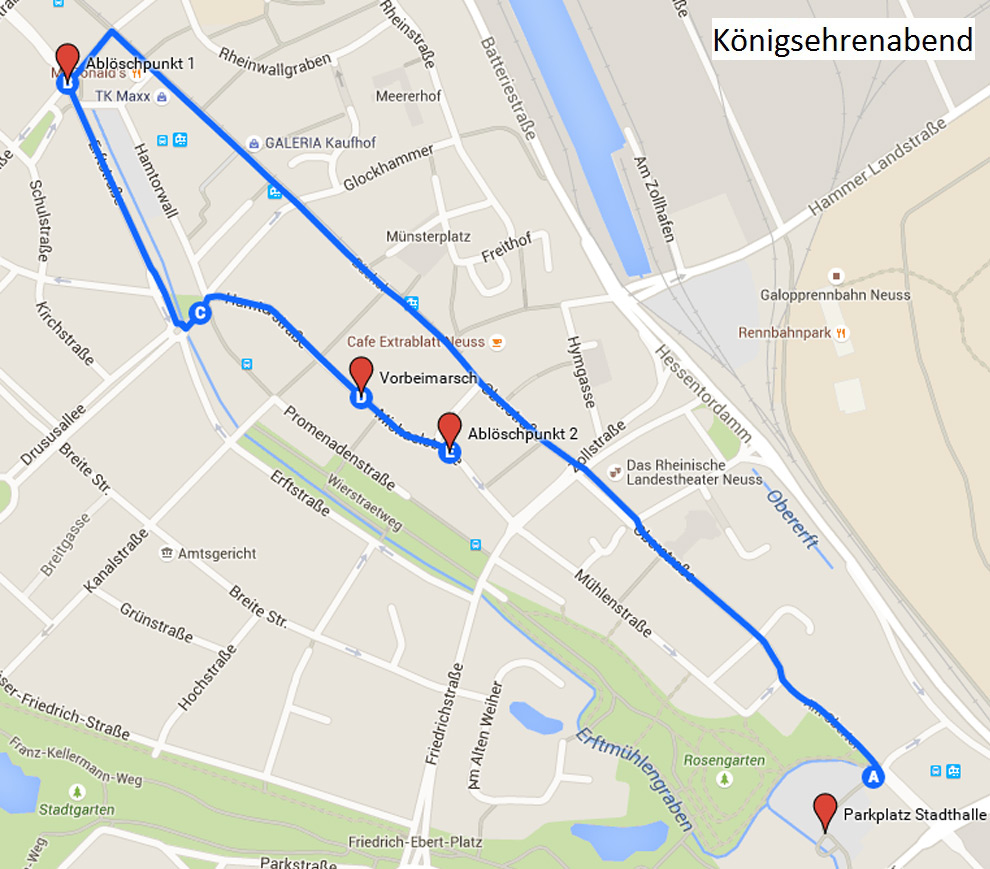 Königsehrenabend
Ablöschpunkt 1
TK Maxx
Rheinwallgraben
Rheinstraße
Batteriestraße
Meererhof
GALERIA Kaufhof
Glockhammer
Am Zollhafen
Hammer Landstraße
Erftstraße
Hamtorwall
Schulstraße
Münsterplatz
Freithof
Galopprennbahn Neuss
Rennbahnpark
Kirchstraße
C
Cafe Extrablatt Neuss
Hymgasse
Hessentordamm
Vorbeimarsch
D
Oberstraße
Drususallee
Promenadenstraße
Ablöschpunkt 2
Zollstraße
Das Rheinische
Landestheater Neuss
Breite Str.
Erftstraße
Wierstraetweg
Obererft
Breitgasse
Amtsgericht
Kanalstraße
Oberstraße
Mühlenstraße
Breite Str.
Grünstraße
Hochstraße
Friedrichstraße
Am Alten Weiher
Erftmühlengraben
Rosengarten
A
Parkplatz Stadthalle
Friedrich-Straße
Franz-Kellermann-Weg
Stadtgarten
Friedrich-Ebert-Platz
Parkstraße